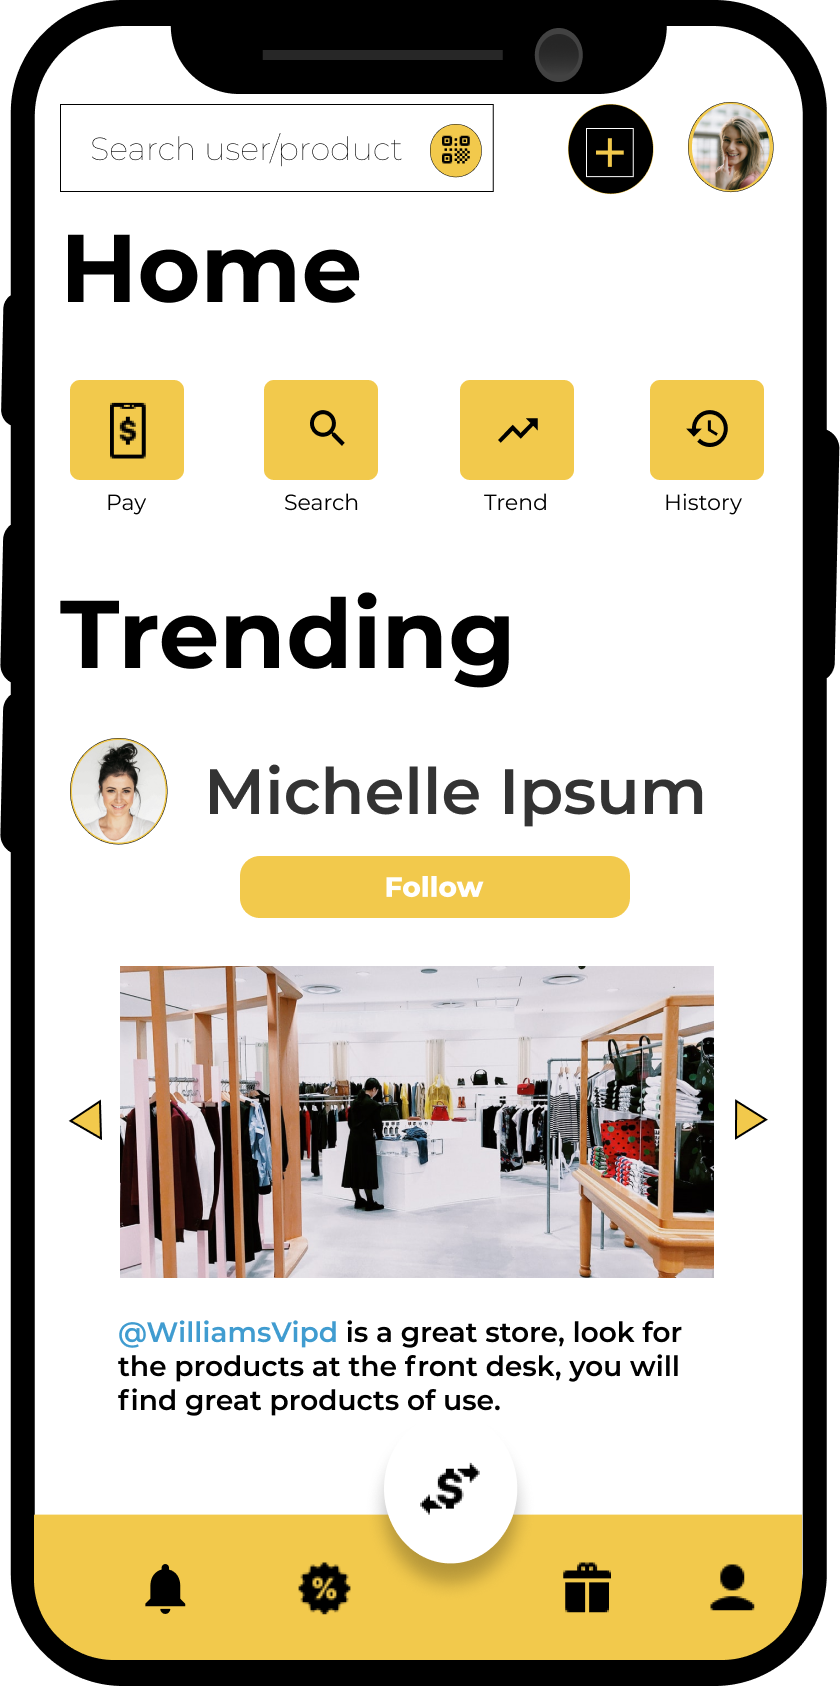 Search user/product
Home
Pay
Search
Trend
History
Trending
Michelle Ipsum
Follow
@WilliamsVipd is a great store, look for
the products at the front desk, you will
find great products of use.